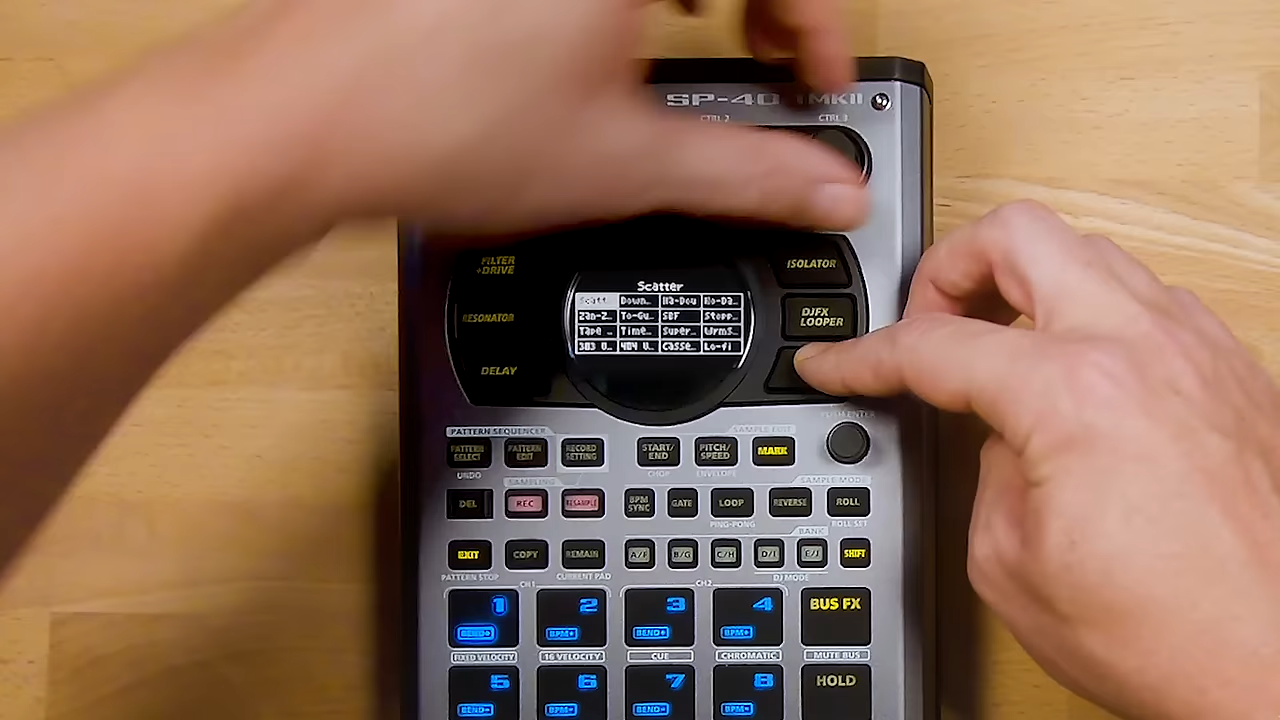 SP-40 MKII
CTRL 2 CTRL 3
FILTER +DRIVE
ISOLATOR
RESONATOR
DJFX LOOPER
DELAY
Scatter
Scatt Down.. Ha-Dou Ko-Da..
Zan-Z.. To-Gu.. SBF Stopp..
Tape .. Time.. Super.. WrmS..
303 V.. 404 V.. Casse.. Lo-fi
PUSH ENTER
PATTERN SEQUENCER SAMPLE EDIT
PATTERN SELECT PATTERN EDIT RECORD SETTING START/END PITCH/SPEED MARK
UNDO CHOP ENVELOPE
SAMPLING SAMPLE MODE
DEL REC RESAMPLE BPM SYNC GATE LOOP REVERSE ROLL
PING-PONG ROLL SET
BANK
EXIT COPY REMAIN A/F B/G C/H D/I E/J SHIFT
PATTERN STOP CURRENT PAD DJ MODE
CH1 CH2
1 2 3 4 BUS FX
BEND+ BPM+ BEND+ BPM+
FIXED VELOCITY 16 VELOCITY CUE CHROMATIC MUTE BUS
5 6 7 8 HOLD
BEND- BPM- BEND- BPM-